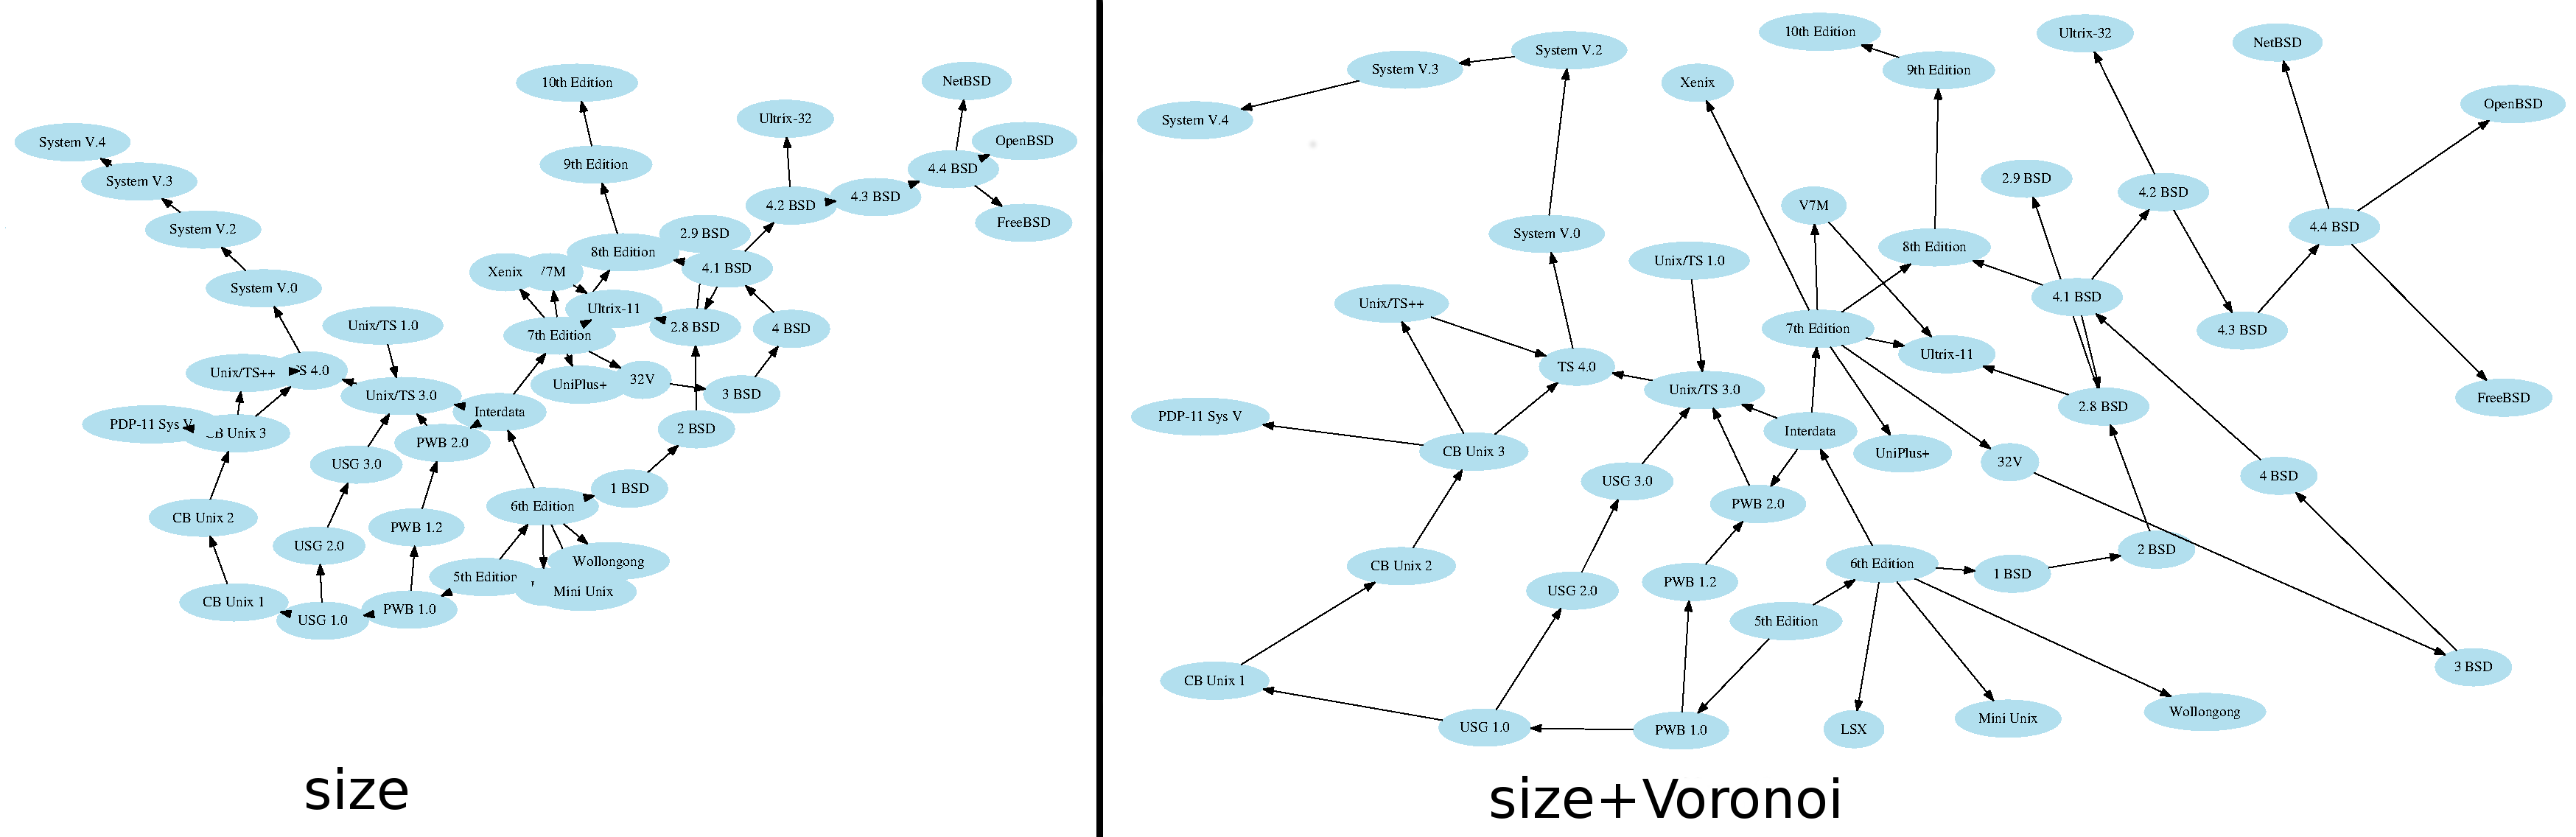 10th Edition
NetBSD
Ultrix-32
System V.4
OpenBSD
9th Edition
4.4 BSD
System V.3
4.3 BSD
4.2 BSD
FreeBSD
System V.2
2.9 BSD
8th Edition
4.1 BSD
Xenix
System V.0
Ultrix-11
Unix/TS 1.0
2.8 BSD
4 BSD
7th Edition
Unix/TS++
32V
UniPlus+
3 BSD
Unix/TS 3.0
Interdata
PDP-11 Sys V
2 BSD
CB Unix 3
PWB 2.0
USG 3.0
1 BSD
6th Edition
CB Unix 2
PWB 1.2
USG 2.0
Wollongong
5th Edition
Mini Unix
CB Unix 1
PWB 1.0
USG 1.0
size
10th Edition
Ultrix-32
NetBSD
System V.2
System V.3
9th Edition
Xenix
OpenBSD
System V.4
2.9 BSD
4.2 BSD
V7M
4.4 BSD
System V.0
8th Edition
Unix/TS 1.0
4.1 BSD
Unix/TS++
7th Edition
4.3 BSD
Ultrix-11
TS 4.0
Unix/TS 3.0
FreeBSD
2.8 BSD
PDP-11 Sys V
Interdata
CB Unix 3
UniPlus+
32V
4 BSD
USG 3.0
PWB 2.0
2 BSD
6th Edition
CB Unix 2
1 BSD
PWB 1.2
USG 2.0
5th Edition
3 BSD
CB Unix 1
Wollongong
Mini Unix
USG 1.0
LSX
PWB 1.0
size+Voronoi